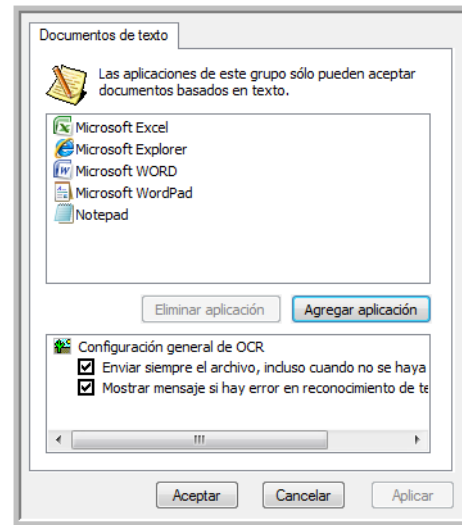 Documentos de texto
Las aplicaciones de este grupo sólo pueden aceptar
documentos basados en texto.
Microsoft Excel
Microsoft Explorer
Microsoft WORD
Microsoft WordPad
Notepad
Eliminar aplicación
Agregar aplicación
Configuración general de OCR
Enviar siempre el archivo, incluso cuando no se haya
Mostrar mensaje si hay error en reconocimiento de te
Aceptar
Cancelar
Aplicar